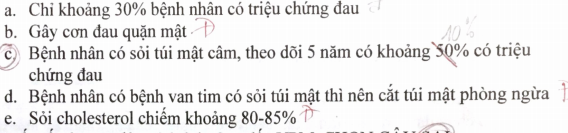 a. Chỉ khoảng 30% bệnh nhân có triệu chứng đau
b. Gây cơn đau quặn mật
10%
c. Bệnh nhân có sỏi túi mật câm, theo dõi 5 năm có khoảng 50% có triệu
chứng đau
d. Bệnh nhân có bệnh van tim có sỏi túi mật thì nên cắt túi mật phòng ngừa
e. Sỏi cholesterol chiếm khoảng 80-85%